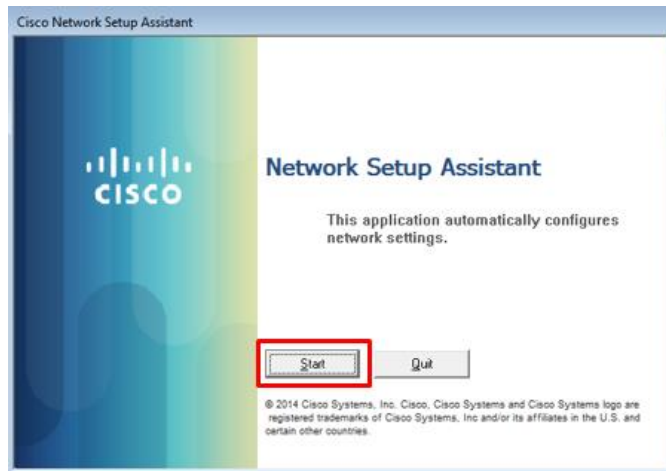 Cisco Network Setup Assistant
CISCO
Network Setup Assistant
This application automatically configures
network settings.
Start
Quit
© 2014 Cisco Systems, Inc. Cisco, Cisco Systems and Cisco Systems logo are
registered trademarks of Cisco Systems, Inc and/or its affiliates in the U.S. and
certain other countries.